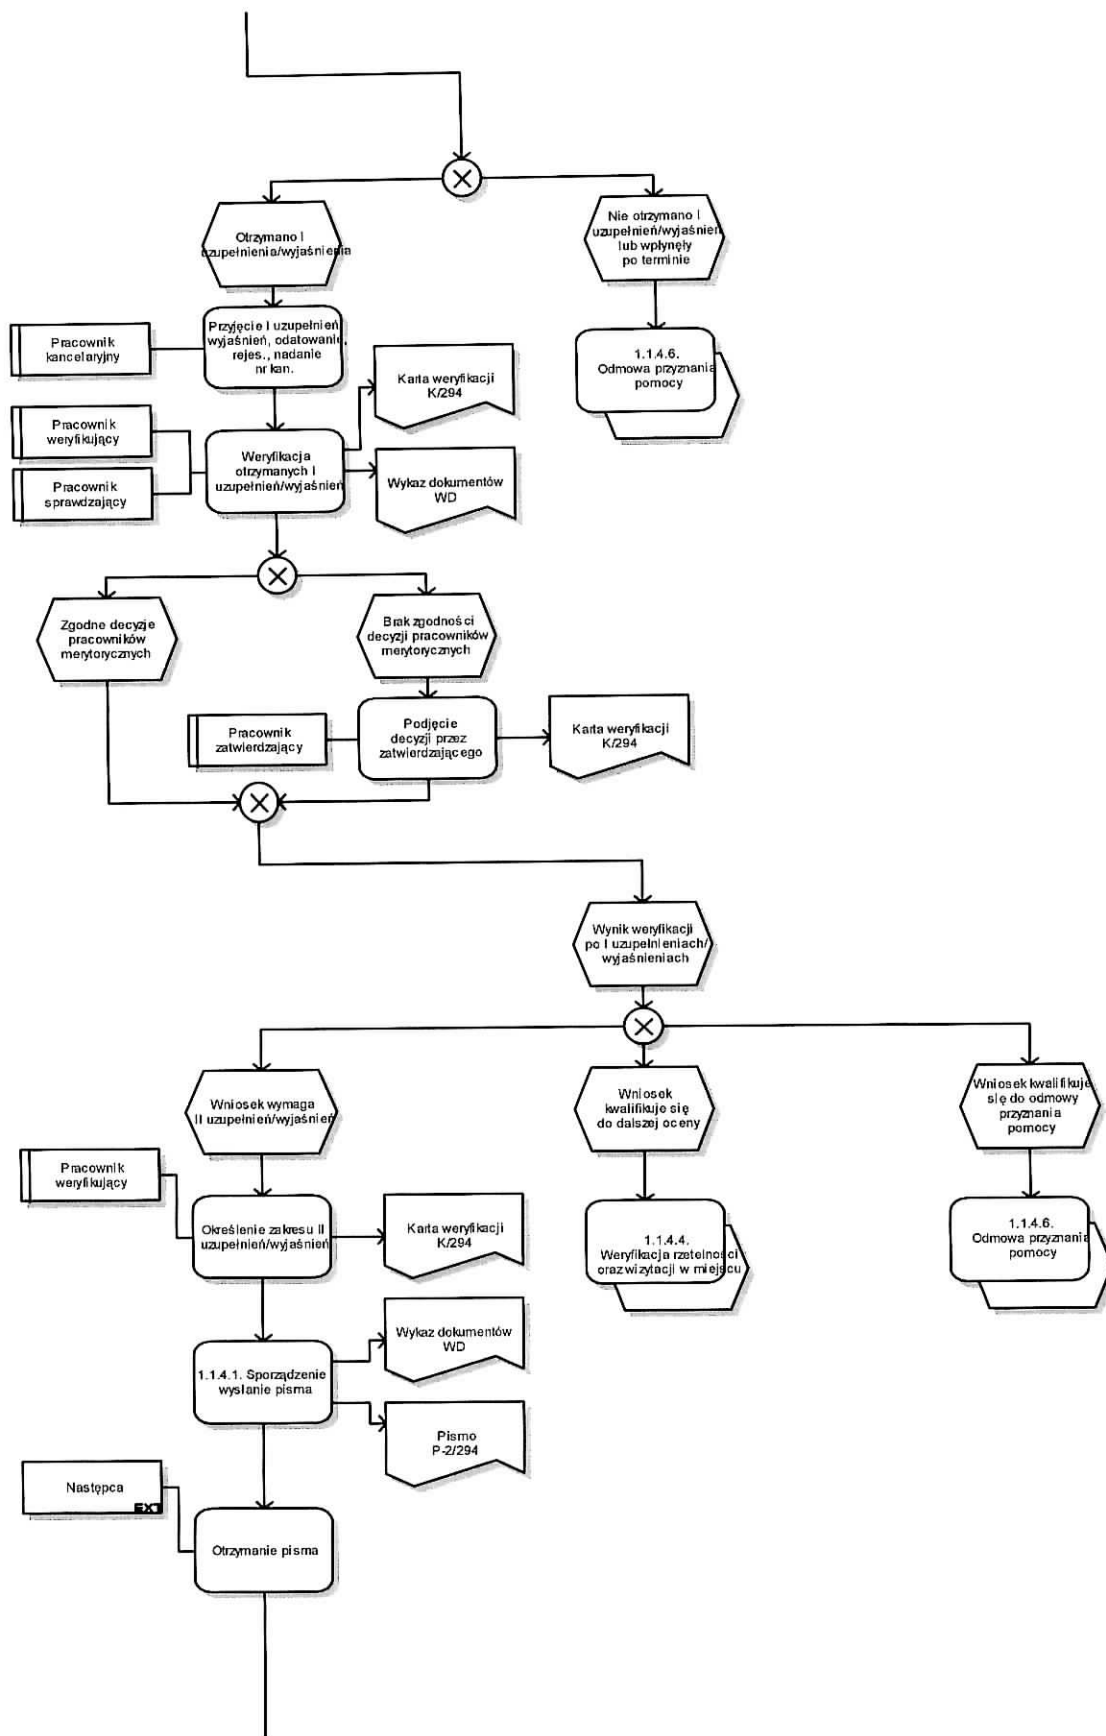 Otrzymano I
uzupełnienia/wyjaśnienia
Nie otrzymano I
uzupełnień/wyjaśnień
lub wpłynęły
po terminie
Pracownik
kancelaryjny
Przyjęcie I uzupełnień
wyjaśnień, odatowanie,
rejes., nadanie
nr kan.
Karta weryfikacji
K/294
1.1.4.6.
Odmowa przyznania
pomocy
Pracownik
weryfikujący
Pracownik
sprawdzający
Weryfikacja
otrzymanych I
uzupełnień/wyjaśnień
Wykaz dokumentów
WD
Zgodne decyzje
pracowników
merytorycznych
Brak zgodności
decyzji pracowników
merytorycznych
Pracownik
zatwierdzający
Podjęcie
decyzji przez
zatwierdzającego
Karta weryfikacji
K/294
Wynik weryfikacji
po I uzupełnieniach/
wyjaśnieniach
Wniosek wymaga
II uzupełnień/wyjaśnień
Wniosek
kwalifikuje się
do dalszej oceny
Wniosek kwalifikuje
się do odmowy
przyznania
pomocy
Pracownik
weryfikujący
Określenie zakresu II
uzupełnień/wyjaśnień
Karta weryfikacji
K/294
1.1.4.4.
Weryfikacja rzetelności
oraz wizytacji w miejscu
1.1.4.6.
Odmowa przyznania
pomocy
1.1.4.1. Sporządzenie
wysłanie pisma
Wykaz dokumentów
WD
Pismo
P-2/294
Następca
EXT
Otrzymanie pisma